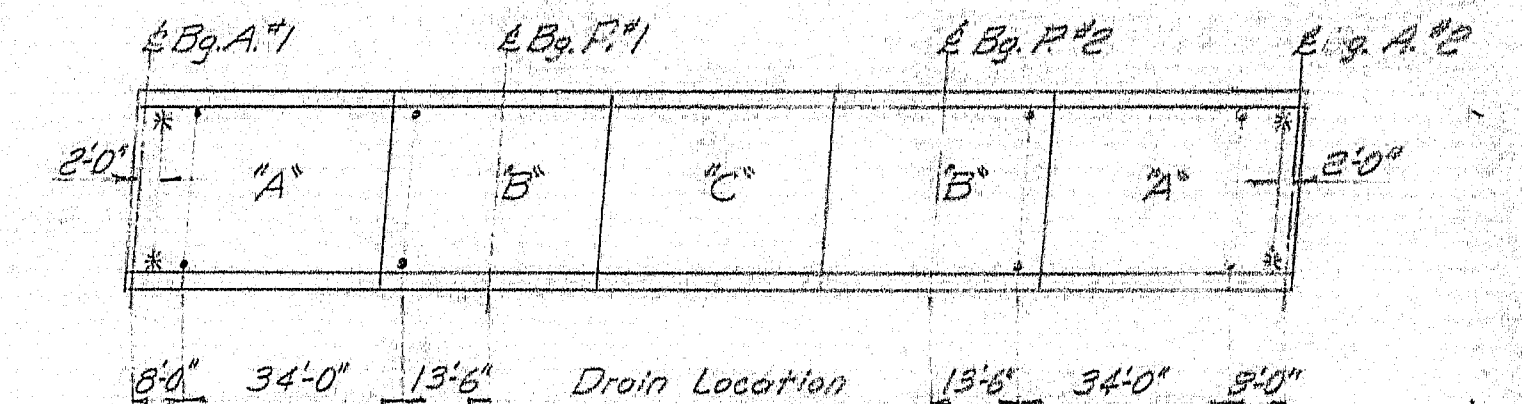 ℄ Bg. A. #1 ℄ Bg. P. #1 ℄ Bg. P. #2 ℄ Bg. A. #2
* *
2'-0" "A" "B" "C" "B" "A" 2'-0"
* *
8'-0" 34'-0" 13'-6" Drain Location 13'-6" 34'-0" 8'-0"